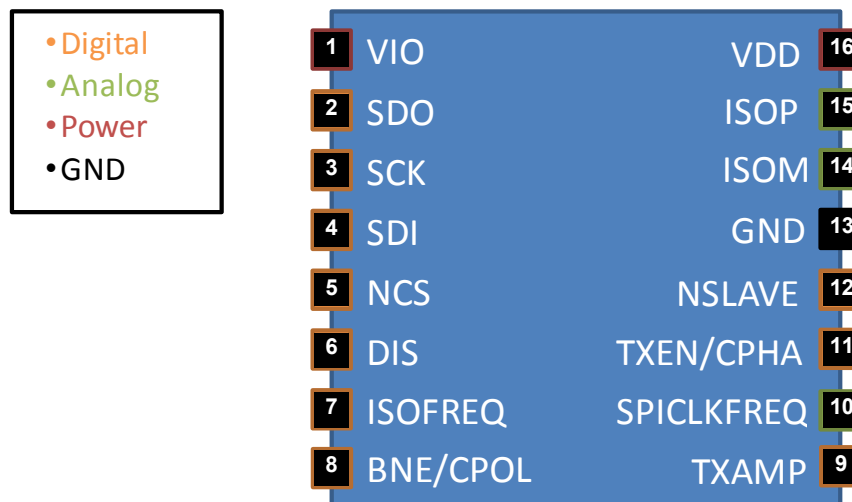 •Digital
•Analog
•Power
•GND
1 VIO
2 SDO
3 SCK
4 SDI
5 NCS
6 DIS
7 ISOFREQ
8 BNE/CPOL
VDD 16
ISOP 15
ISOM 14
GND 13
NSLAVE 12
TXEN/CPHA 11
SPICLKFREQ 10
TXAMP 9